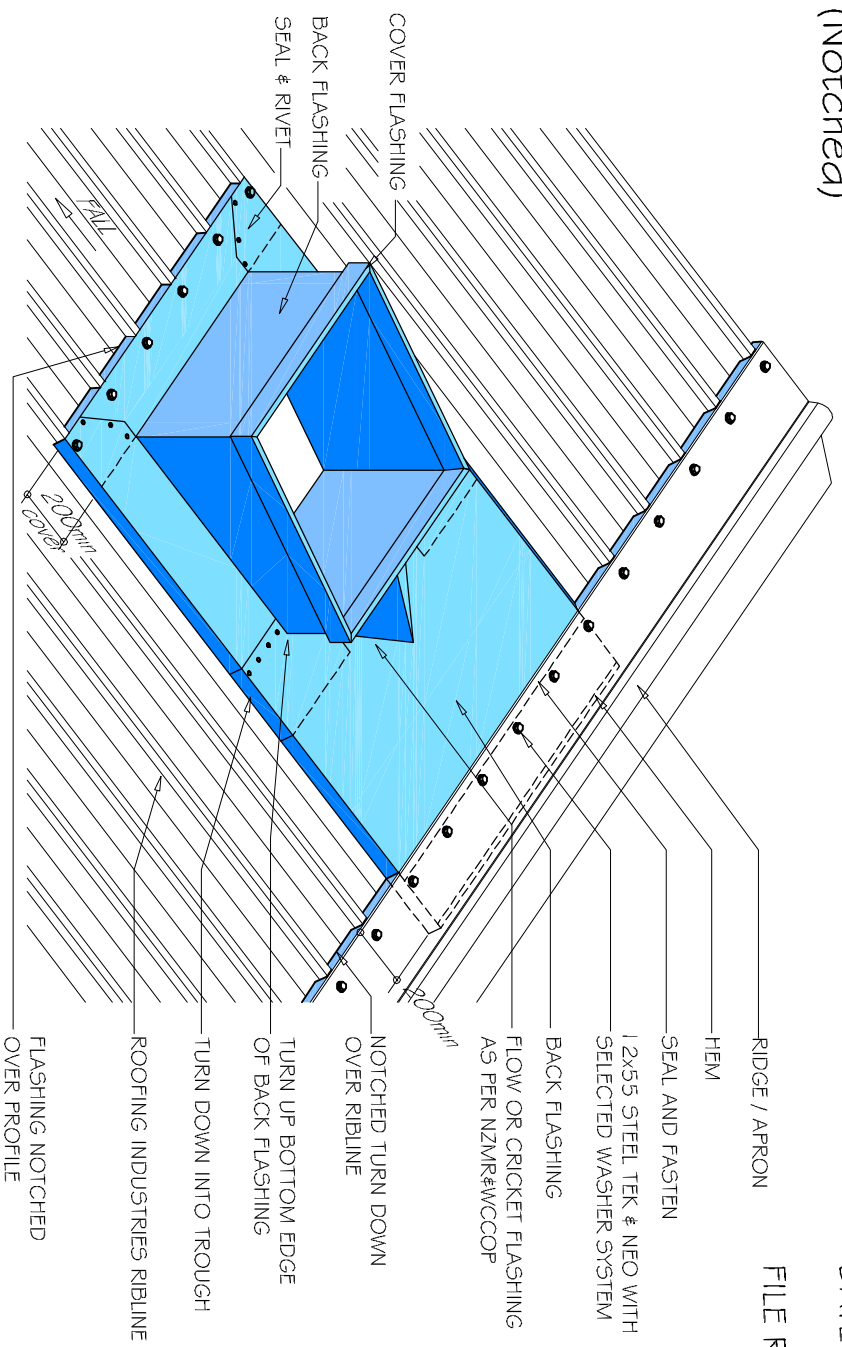 (Notched)
FILE
RIDGE / APRON
HEM
SEAL AND FASTEN
12x55 STEEL TEK & NEO WITH
SELECTED WASHER SYSTEM
BACK FLASHING
FLOW OR CRICKET FLASHING
AS PER NZMR&WCCOP
NOTCHED TURN DOWN
OVER RIBLINE
TURN UP BOTTOM EDGE
OF BACK FLASHING
TURN DOWN INTO TROUGH
ROOFING INDUSTRIES RIBLINE
FLASHING NOTCHED
OVER PROFILE
COVER FLASHING
BACK FLASHING
SEAL & RIVET
FALL
200min
cover
200min